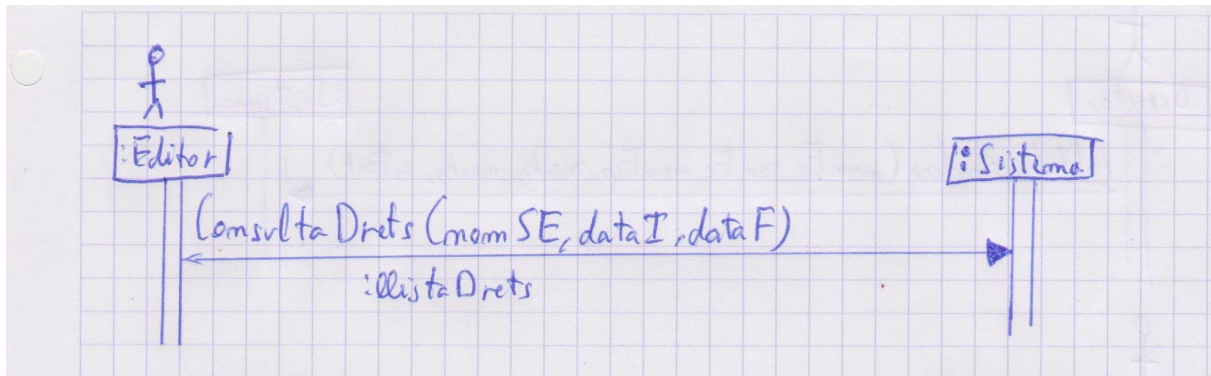 :Editor
:Sistema
ConsultaDrets (nomSE, dataI, dataF)
:llistaDrets